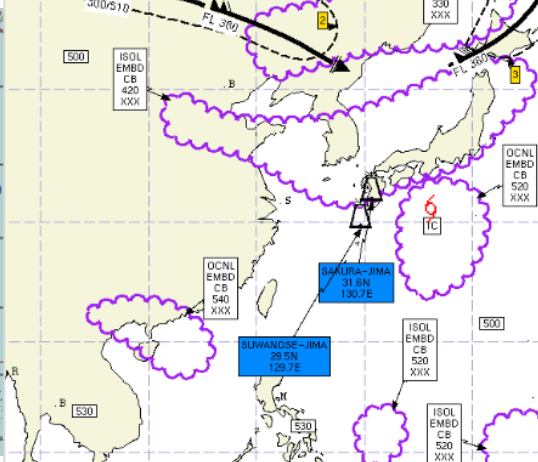 300/510
FL 380
2
330
XXX
FL 380
3
500
ISOL
EMBD
CB
420
XXX
B
OCNL
EMBD
CB
520
XXX
S
TC
SAKURA-JIMA
31.6N
130.7E
OCNL
EMBD
CB
540
XXX
500
SUWANOSE-JIMA
29.5N
129.7E
ISOL
EMBD
CB
520
XXX
R
B
530
M
530
ISOL
EMBD
CB
520
XXX